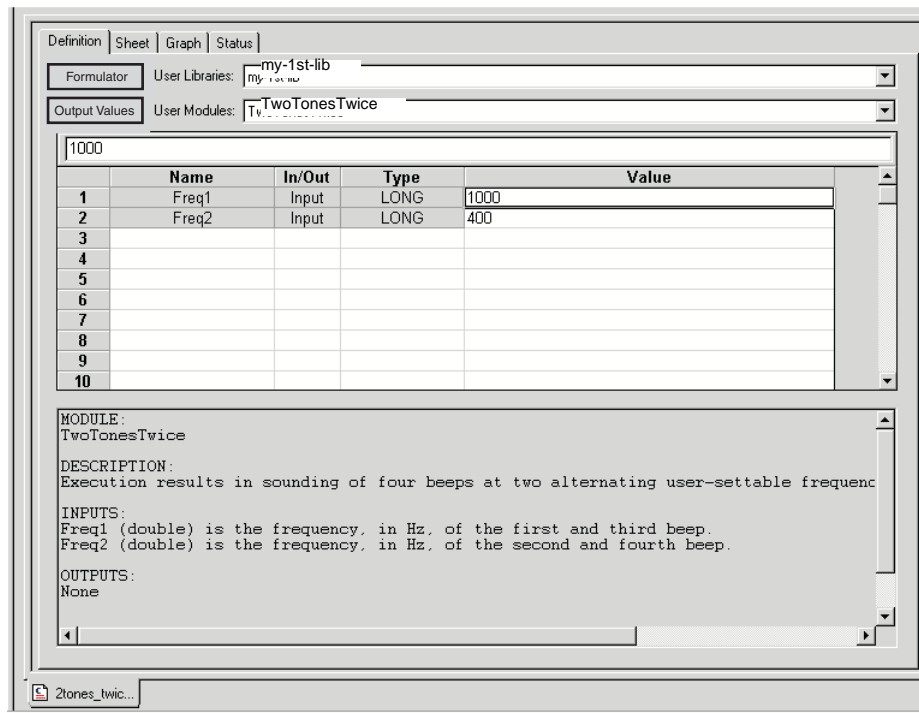 Definition Sheet Graph Status
Formulator User Libraries: my-1st-lib
Output Values User Modules: TwoTonesTwice
1000
Name In/Out Type Value
1 Freq1 Input LONG 1000
2 Freq2 Input LONG 400
3
4
5
6
7
8
9
10
MODULE:
TwoTonesTwice
DESCRIPTION:
Execution results in sounding of four beeps at two alternating user-settable frequenc
INPUTS:
Freq1 (double) is the frequency, in Hz, of the first and third beep.
Freq2 (double) is the frequency, in Hz, of the second and fourth beep.
OUTPUTS:
None
2tones_twic...